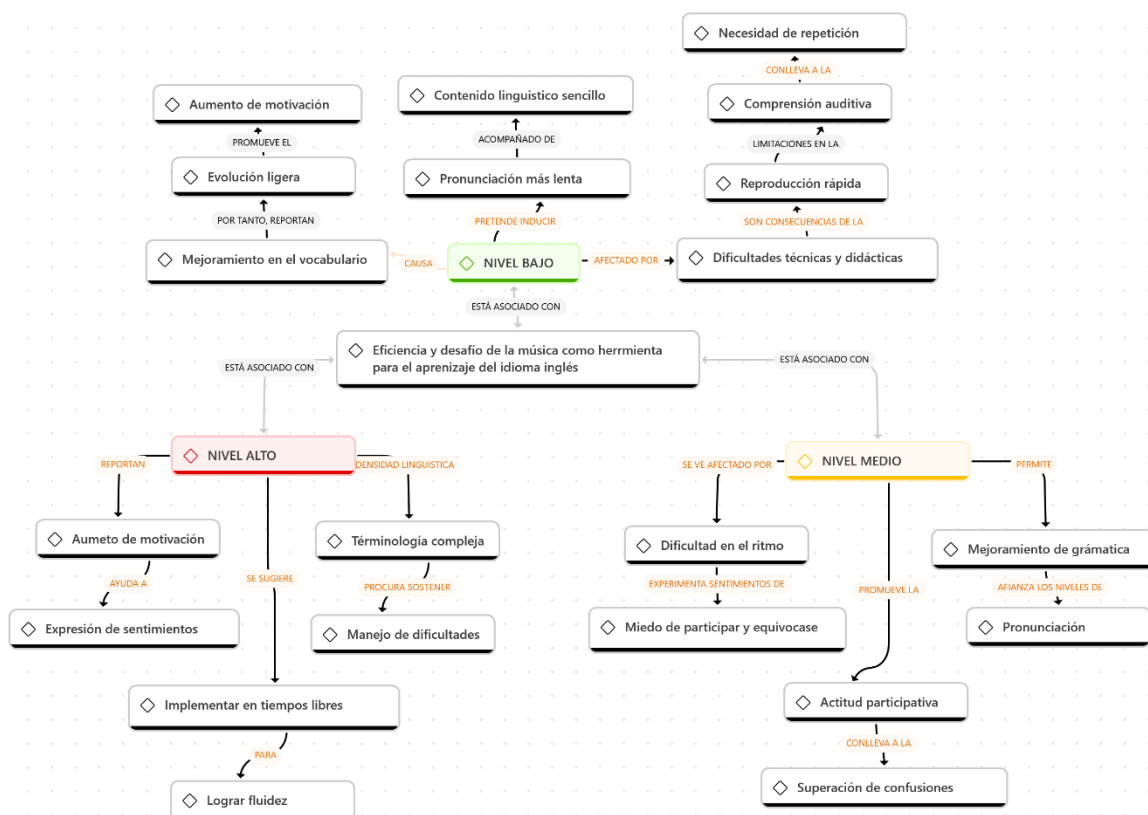 Necesidad de repetición
CONLLEVA A LA
Aumento de motivación
Contenido linguistico sencillo
Comprensión auditiva
PROMUEVE EL
ACOMPAÑADO DE
LIMITACIONES EN LA
Evolución ligera
Pronunciación más lenta
Reproducción rápida
POR TANTO, REPORTAN
PRETENDE INDUCIR
SON CONSECUENCIAS DE LA
Mejoramiento en el vocabulario
CAUSA
NIVEL BAJO
AFECTADO POR
Dificultades técnicas y didácticas
ESTÁ ASOCIADO CON
Eficiencia y desafío de la música como herrmienta
para el aprenizaje del idioma inglés
ESTÁ ASOCIADO CON
ESTÁ ASOCIADO CON
REPORTAN
NIVEL ALTO
DENSIDAD LINGUISTICA
SE VE AFECTADO POR
NIVEL MEDIO
PERMITE
Aumeto de motivación
Términología compleja
Dificultad en el ritmo
Mejoramiento de grámatica
AYUDA A
SE SUGIERE
PROCURA SOSTENER
EXPERIMENTA SENTIMIENTOS DE
PROMUEVE LA
AFIANZA LOS NIVELES DE
Expresión de sentimientos
Manejo de dificultades
Miedo de participar y equivocase
Pronunciación
Implementar en tiempos libres
Actitud participativa
PARA
CONLLEVA A LA
Lograr fluidez
Superación de confusiones